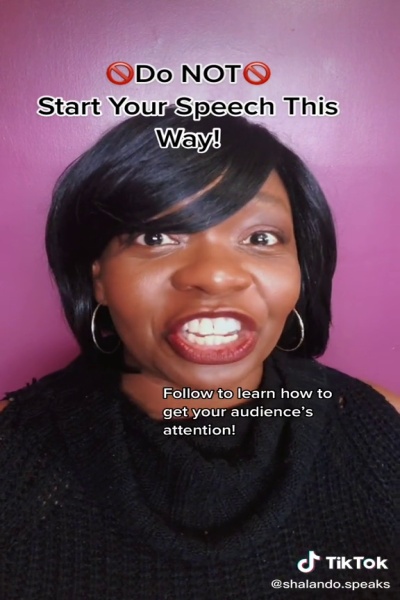 🚫Do NOT🚫
Start Your Speech This
Way!
Follow to learn how to
get your audience's
attention!
TikTok
@shalando.speaks